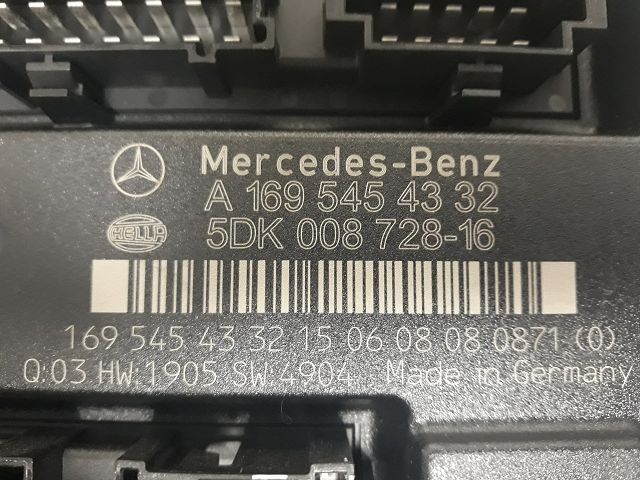 Mercedes-Benz
A 169 545 43 32
HELLA
5DK 008 728-16
169 545 43 32 15 06 08 08 0871 (0)
Q:03 HW:1905 SW:4904 Made in Germany